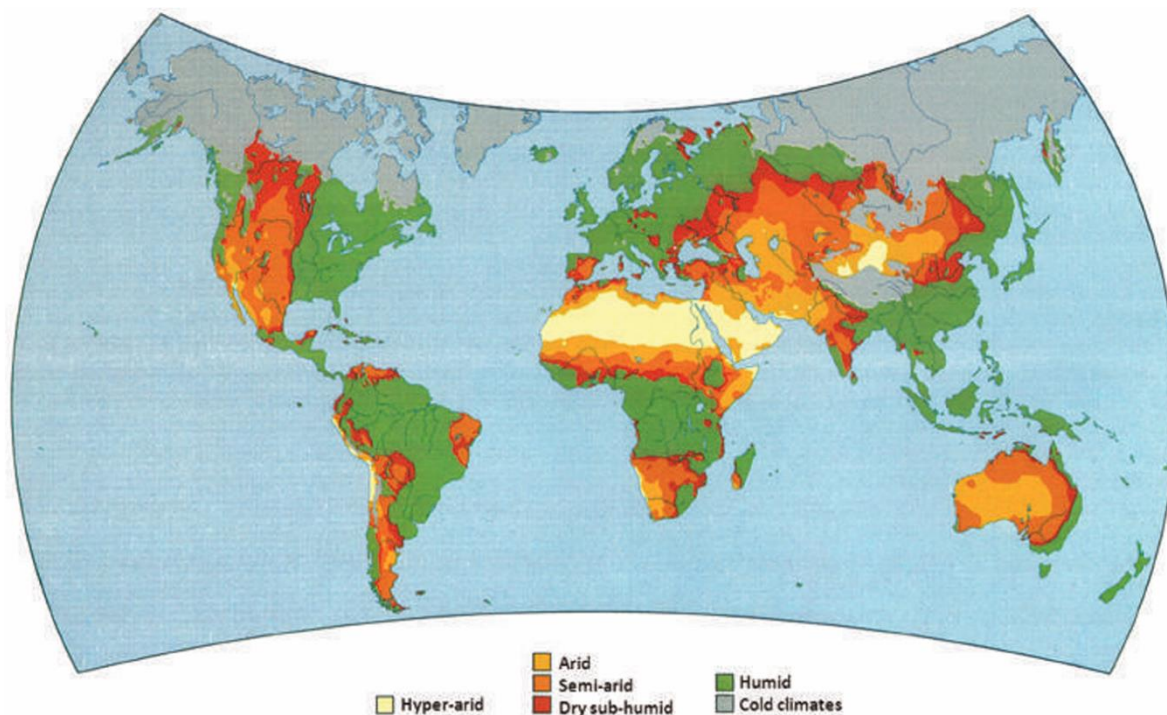 Arid
Semi-arid
Humid
Hyper-arid
Dry sub-humid
Cold climates